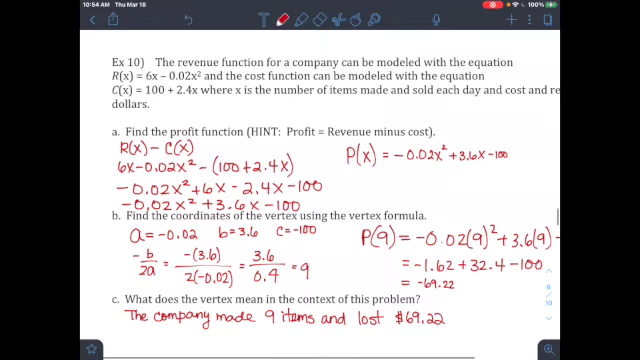 10:54 AM Thu Mar 18
Ex 10) The revenue function for a company can be modeled with the equation
R(x) = 6x – 0.02x² and the cost function can be modeled with the equation
C(x) = 100 + 2.4x where x is the number of items made and sold each day and cost and re
dollars.
a. Find the profit function (HINT: Profit = Revenue minus cost).
R(x) - C(x)
6x-0.02x² - (100+2.4x)
-0.02x²+6x - 2.4x -100
-0.02x² +3.6x -100
P(x) = -0.02x² +3.6x -100
b. Find the coordinates of the vertex using the vertex formula.
a = -0.02 b = 3.6 c = -100
-b/2a = -(3.6)/2(-0.02) = 3.6/0.4 = 9
P(9) = -0.02(9)² + 3.6(9) -
= -1.62 + 32.4 -100
= -69.22
c. What does the vertex mean in the context of this problem?
The company made 9 items and lost $69.22
6
of
10